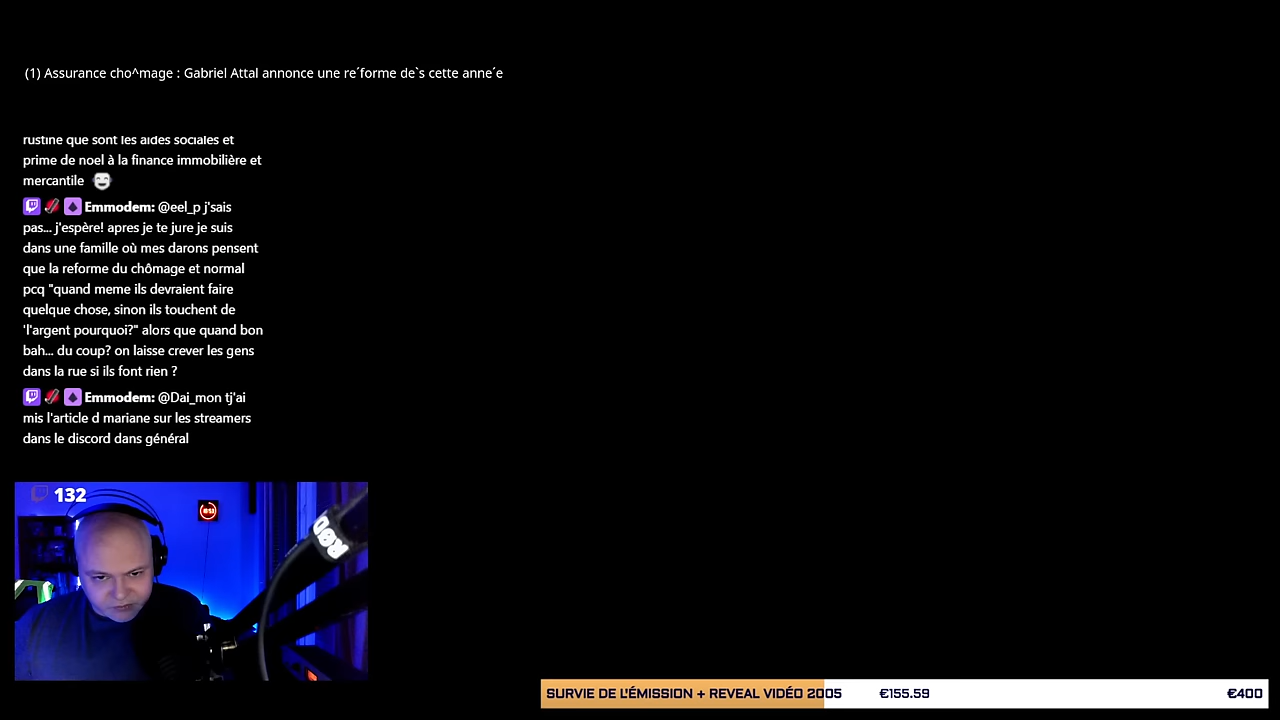 (1) Assurance cho^mage : Gabriel Attal annonce une re´forme de`s cette anne´e
rustine que sont les aides sociales et
prime de noel à la finance immobilière et
mercantile
Emmodem: @eel_p j'sais
pas... j'espère! apres je te jure je suis
dans une famille où mes darons pensent
que la reforme du chômage et normal
pcq "quand meme ils devraient faire
quelque chose, sinon ils touchent de
'l'argent pourquoi?" alors que quand bon
bah... du coup? on laisse crever les gens
dans la rue si ils font rien ?
Emmodem: @Dai_mon tj'ai
mis l'article d mariane sur les streamers
dans le discord dans général
132
SURVIE DE L'ÉMISSION + REVEAL VIDÉO 2005 €155.59 €400